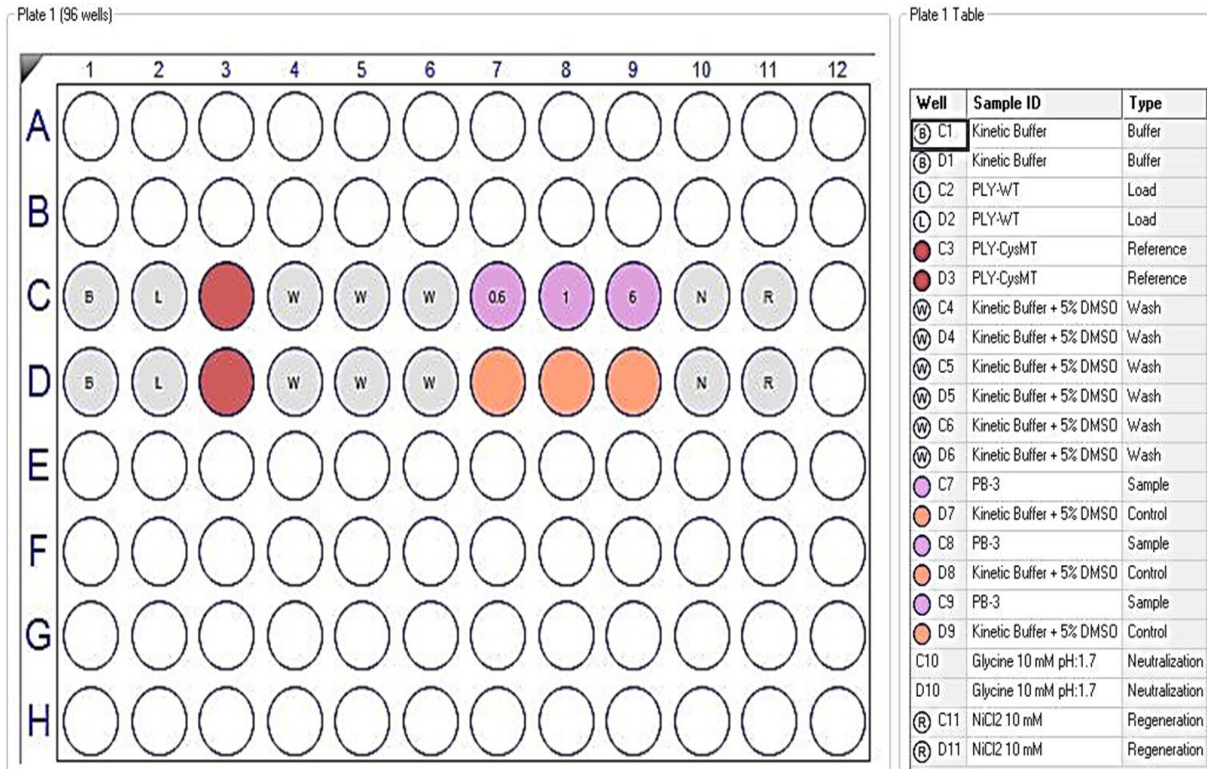 Plate 1 (96 wells)
1 2 3 4 5 6 7 8 9 10 11 12
A
B
C B L W W W 0.6 1 6 N R
D B L W W W N R
E
F
G
H
Plate 1 Table
Well Sample ID Type
B C1 Kinetic Buffer Buffer
B D1 Kinetic Buffer Buffer
L C2 PLY-WT Load
L D2 PLY-WT Load
C3 PLY-CysMT Reference
D3 PLY-CysMT Reference
W C4 Kinetic Buffer + 5% DMSO Wash
W D4 Kinetic Buffer + 5% DMSO Wash
W C5 Kinetic Buffer + 5% DMSO Wash
W D5 Kinetic Buffer + 5% DMSO Wash
W C6 Kinetic Buffer + 5% DMSO Wash
W D6 Kinetic Buffer + 5% DMSO Wash
C7 PB-3 Sample
D7 Kinetic Buffer + 5% DMSO Control
C8 PB-3 Sample
D8 Kinetic Buffer + 5% DMSO Control
C9 PB-3 Sample
D9 Kinetic Buffer + 5% DMSO Control
C10 Glycine 10 mM pH:1.7 Neutralization
D10 Glycine 10 mM pH:1.7 Neutralization
R C11 NiCl2 10 mM Regeneration
R D11 NiCl2 10 mM Regeneration